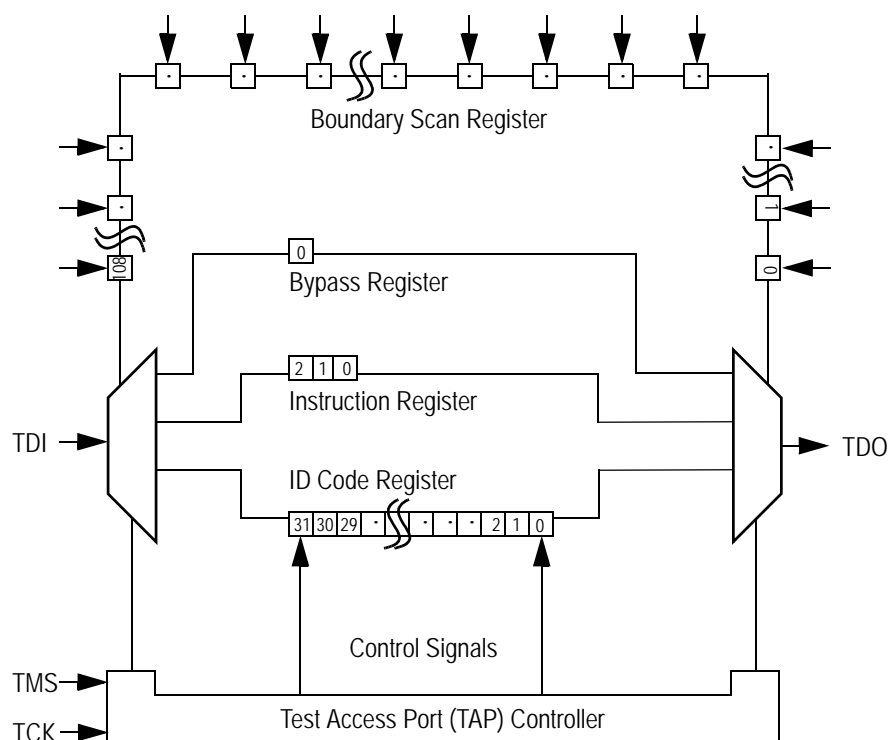 · · · · · · · ·
Boundary Scan Register
· ·
· 1
108 0
0
Bypass Register
2 1 0
Instruction Register
TDI
TDO
ID Code Register
31 30 29 · · · · 2 1 0
Control Signals
TMS
Test Access Port (TAP) Controller
TCK